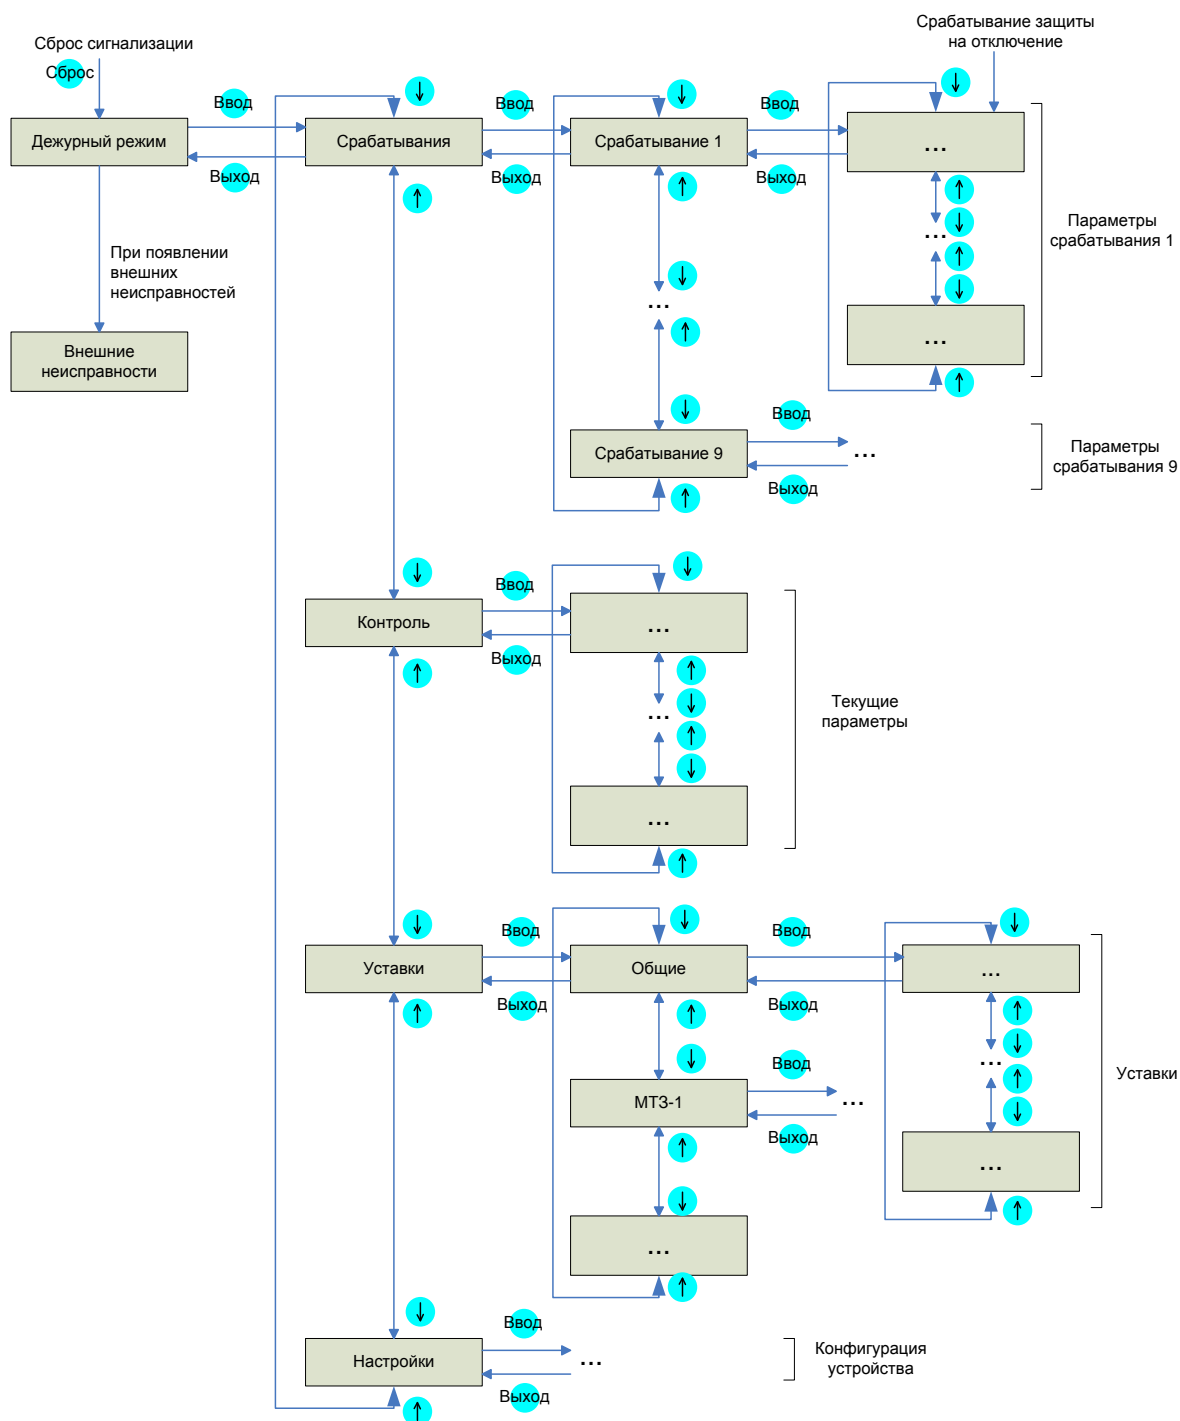 Сброс сигнализации
Сброс
Срабатывание защиты
на отключение
Дежурный режим
Ввод
Выход
Срабатывания
Ввод
Выход
Срабатывание 1
Ввод
Выход
...
...
...
Параметры
срабатывания 1
При появлении
внешних
неисправностей
Внешние
неисправности
...
Срабатывание 9
Ввод
Выход
...
Параметры
срабатывания 9
Контроль
Ввод
Выход
...
...
...
Текущие
параметры
Уставки
Ввод
Выход
Общие
Ввод
Выход
...
...
...
Уставки
МТЗ-1
Ввод
Выход
...
...
Настройки
Ввод
Выход
...
Конфигурация
устройства